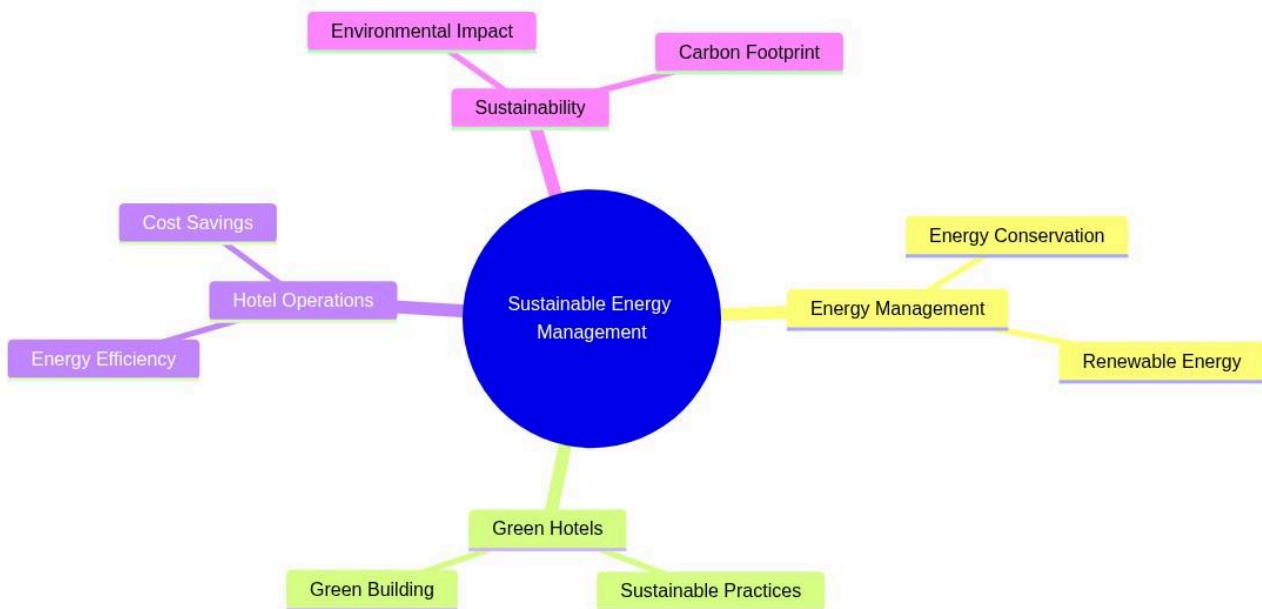 Environmental Impact
Carbon Footprint
Sustainability
Cost Savings
Energy Conservation
Hotel Operations
Sustainable Energy
Management
Energy Management
Energy Efficiency
Renewable Energy
Green Hotels
Green Building
Sustainable Practices